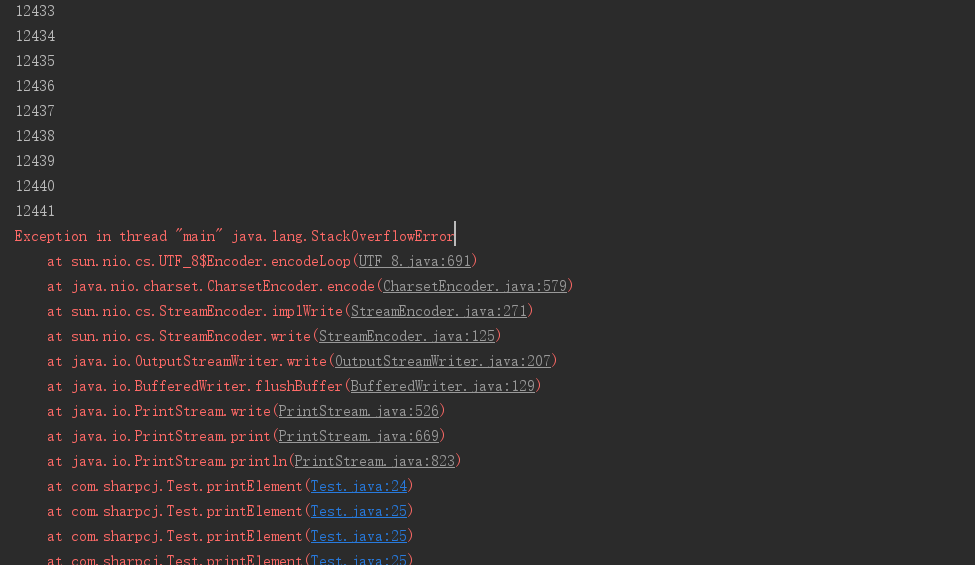 12433
12434
12435
12436
12437
12438
12439
12440
12441
Exception in thread "main" java.lang.StackOverflowError
at sun.nio.cs.UTF_8$Encoder.encodeLoop(UTF_8.java:691)
at java.nio.charset.CharsetEncoder.encode(CharsetEncoder.java:579)
at sun.nio.cs.StreamEncoder.implWrite(StreamEncoder.java:271)
at sun.nio.cs.StreamEncoder.write(StreamEncoder.java:125)
at java.io.OutputStreamWriter.write(OutputStreamWriter.java:207)
at java.io.BufferedWriter.flushBuffer(BufferedWriter.java:129)
at java.io.PrintStream.write(PrintStream.java:526)
at java.io.PrintStream.print(PrintStream.java:669)
at java.io.PrintStream.println(PrintStream.java:823)
at com.sharpcj.Test.printElement(Test.java:24)
at com.sharpcj.Test.printElement(Test.java:25)
at com.sharpcj.Test.printElement(Test.java:25)
at com.sharpcj.Test.printElement(Test.java:25)